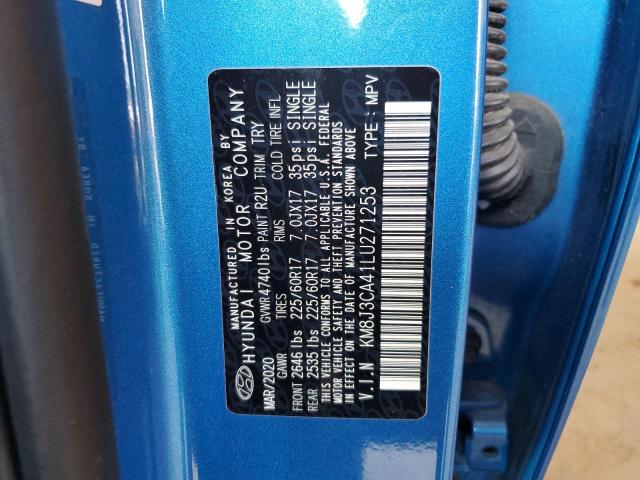 MANUFACTURED IN KOREA BY
HYUNDAI MOTOR COMPANY
MAR/2020 GVWR 4740 lbs PAINT R2U TRIM TRY
GAWR TIRES RIMS COLD TIRE INFL
FRONT 2646 lbs 225/60R17 7.0JX17 35psi SINGLE
REAR 2535 lbs 225/60R17 7.0JX17 35psi SINGLE
THIS VEHICLE CONFORMS TO ALL APPLICABLE U.S.A. FEDERAL
MOTOR VEHICLE SAFETY AND THEFT PREVENTION STANDARDS
IN EFFECT ON THE DATE OF MANUFACTURE SHOWN ABOVE
V.I.N KM8J3CA41LU271253 TYPE : MPV